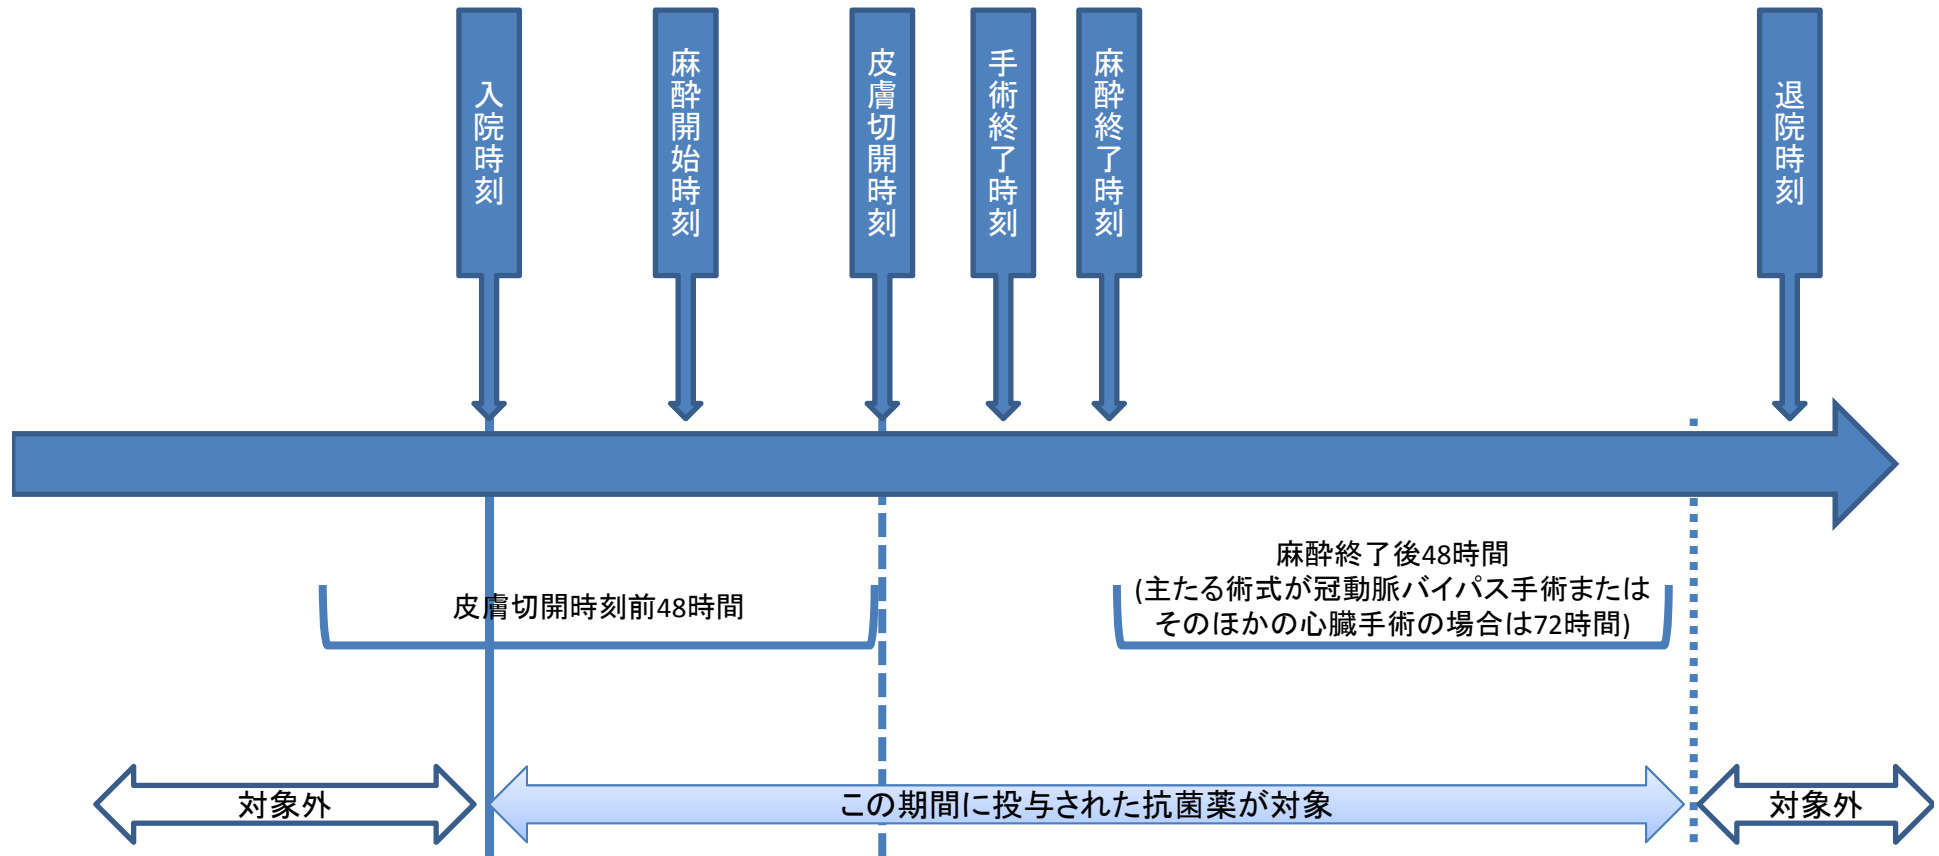 入院時刻
麻酔開始時刻
皮膚切開時刻
手術終了時刻
麻酔終了時刻
退院時刻
皮膚切開時刻前48時間
麻酔終了後48時間
(主たる術式が冠動脈バイパス手術または
そのほかの心臓手術の場合は72時間)
対象外
この期間に投与された抗菌薬が対象
対象外